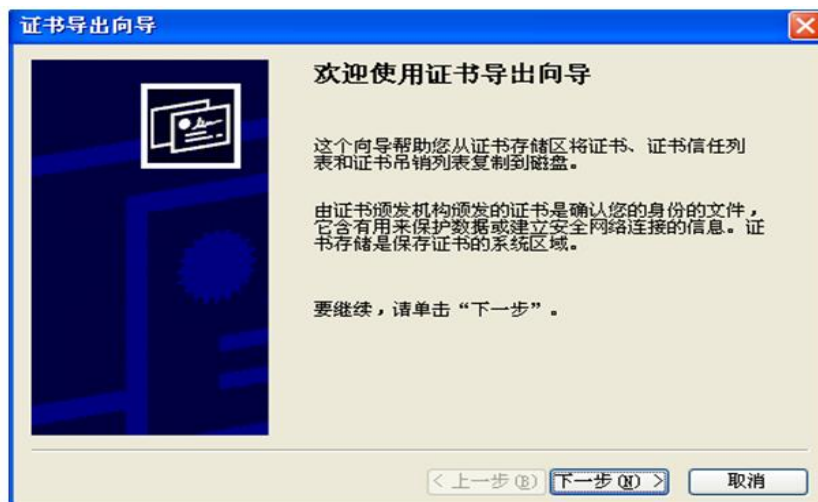 证书导出向导
欢迎使用证书导出向导
这个向导帮助您从证书存储区将证书、证书信任列
表和证书吊销列表复制到磁盘。
由证书颁发机构颁发的证书是确认您的身份的文件，
它含有用来保护数据或建立安全网络连接的信息。证
书存储是保存证书的系统区域。
要继续，请单击“下一步”。
< 上一步(B) 下一步(N) > 取消